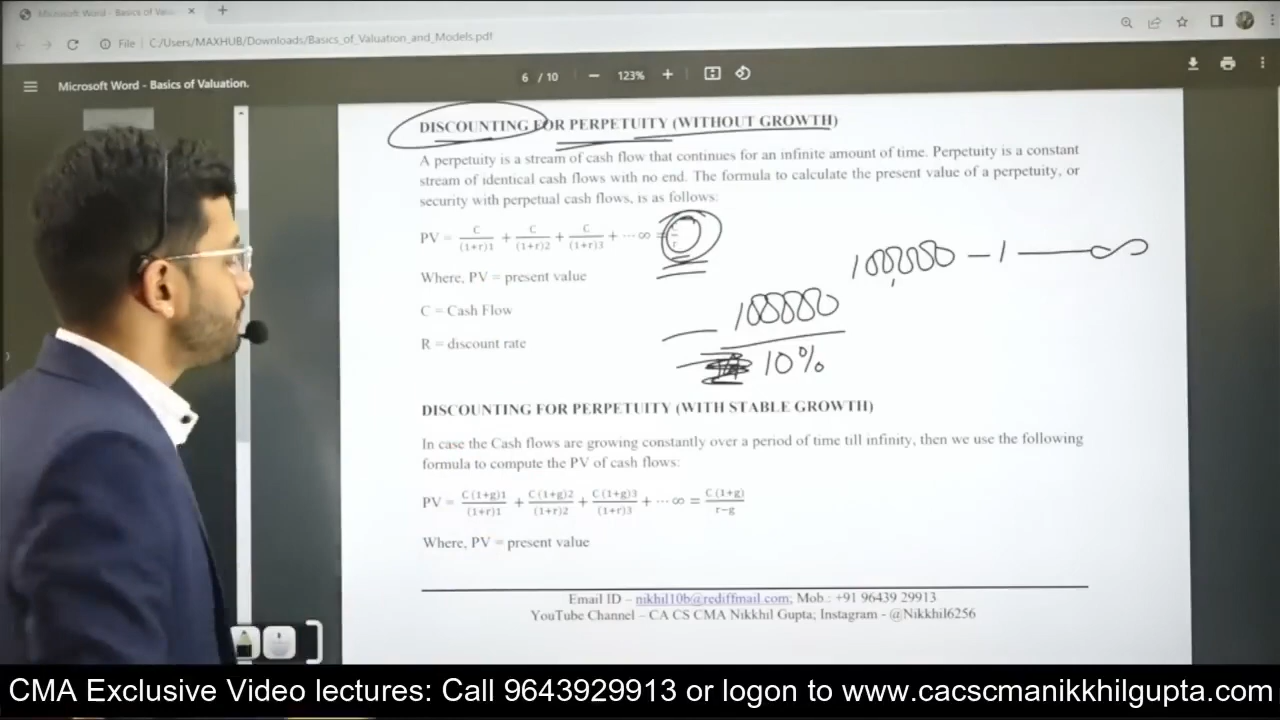 Microsoft Word - Basics of Valu
File | C:/Users/MAXHUB/Downloads/Basics_of_Valuation_and_Models.pdf
Microsoft Word - Basics of Valuation.
6 / 10 − 123% +
DISCOUNTING FOR PERPETUITY (WITHOUT GROWTH)
A perpetuity is a stream of cash flow that continues for an infinite amount of time. Perpetuity is a constant
stream of identical cash flows with no end. The formula to calculate the present value of a perpetuity, or
security with perpetual cash flows, is as follows:
PV = C/(1+r)1 + C/(1+r)2 + C/(1+r)3 + ⋯ ∞ =
100,000 – 1 — ∞
Where, PV = present value
100000
C = Cash Flow
R = discount rate
10%
DISCOUNTING FOR PERPETUITY (WITH STABLE GROWTH)
In case the Cash flows are growing constantly over a period of time till infinity, then we use the following
formula to compute the PV of cash flows:
PV = C(1+g)1/(1+r)1 + C(1+g)2/(1+r)2 + C(1+g)3/(1+r)3 + ⋯ ∞ = C(1+g)/r−g
Where, PV = present value
Email ID – nikhil10b@rediffmail.com; Mob.: +91 96439 29913
YouTube Channel – CA CS CMA Nikkhil Gupta; Instagram - @Nikkhil6256
CMA Exclusive Video lectures: Call 9643929913 or logon to www.cacscmanikkhilgupta.com